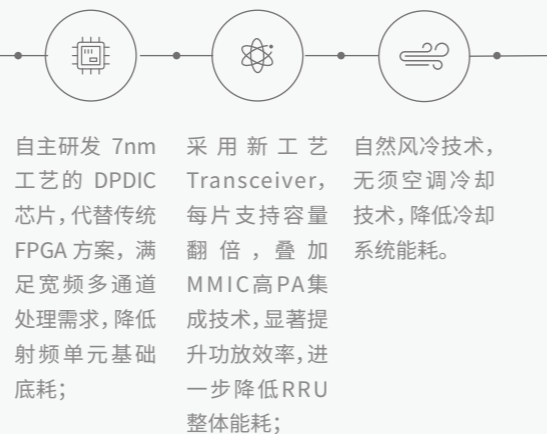 自主研发 7nm
工艺的 DPDIC
芯片，代替传统
FPGA 方案，满
足宽频多通道
处理需求，降低
射频单元基础
底耗；
采用新工艺
Transceiver，
每片支持容量
翻倍，叠加
MMIC高PA集
成技术，显著提
升功放效率，进
一步降低RRU
整体能耗；
自然风冷技术，
无须空调冷却
技术，降低冷却
系统能耗。